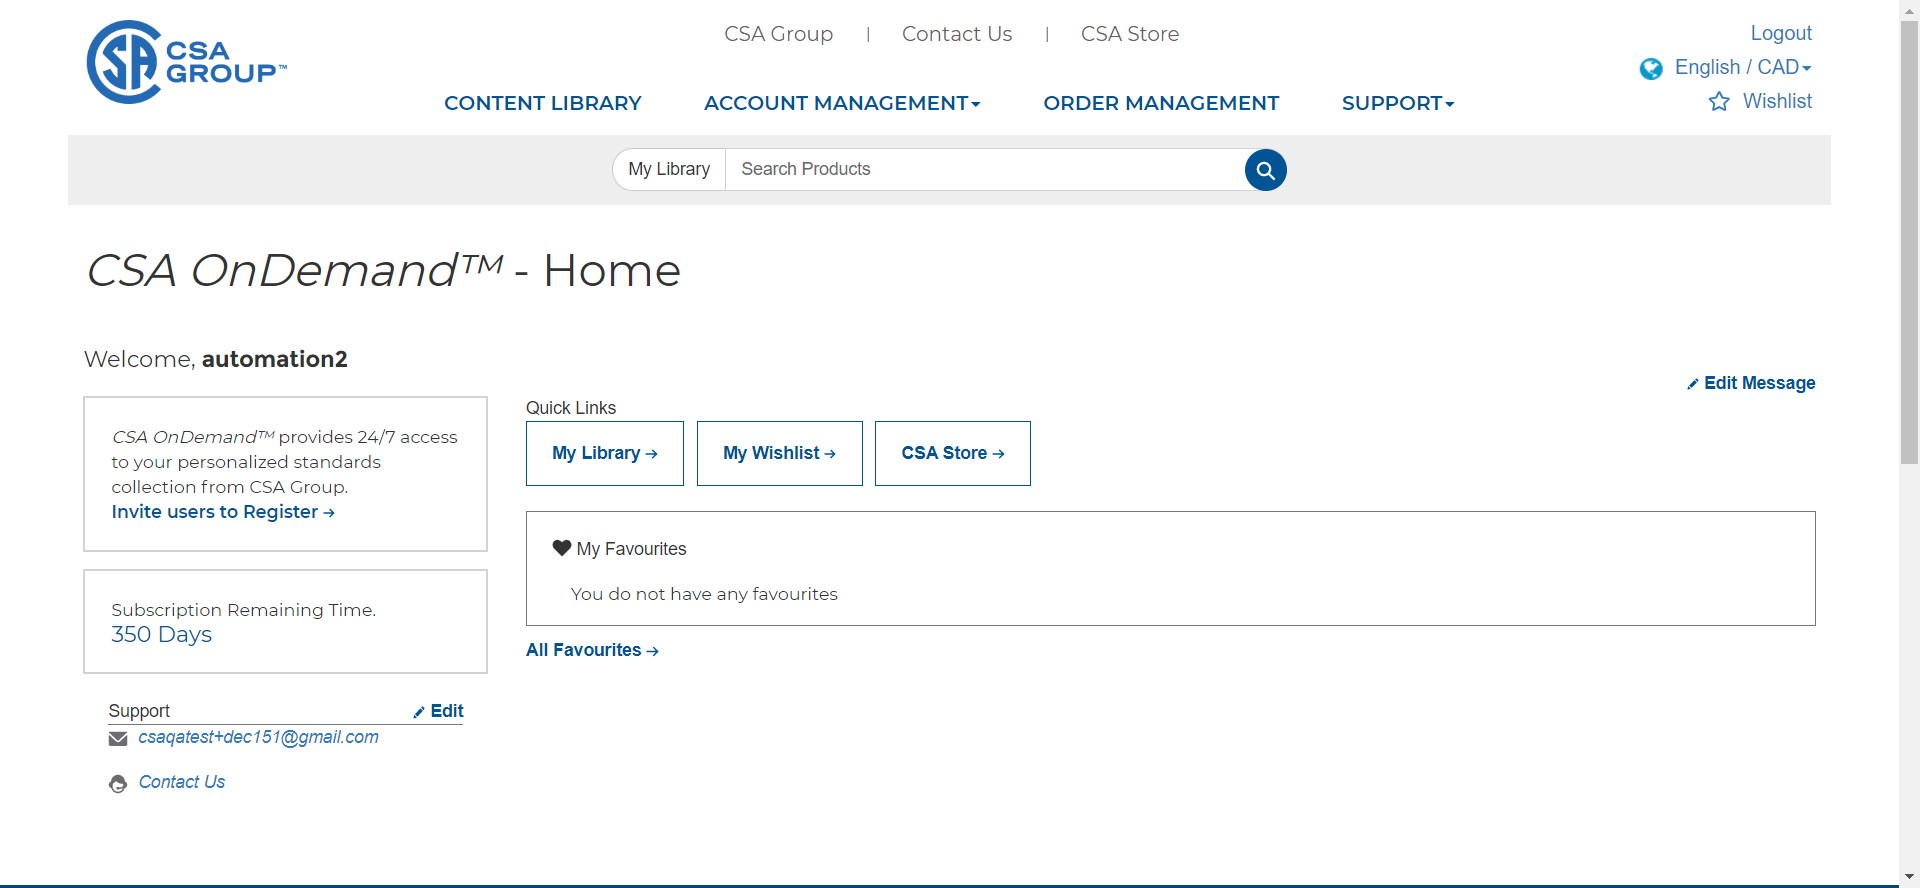 CSA
GROUP™
CSA Group | Contact Us | CSA Store
Logout
English / CAD
Wishlist
CONTENT LIBRARY ACCOUNT MANAGEMENT ORDER MANAGEMENT SUPPORT
My Library Search Products
CSA OnDemand™ - Home
Welcome, automation2
Edit Message
CSA OnDemand™ provides 24/7 access
to your personalized standards
collection from CSA Group.
Invite users to Register →
Subscription Remaining Time.
350 Days
Support Edit
csaqatest+dec151@gmail.com
Contact Us
Quick Links
My Library → My Wishlist → CSA Store →
My Favourites
You do not have any favourites
All Favourites →